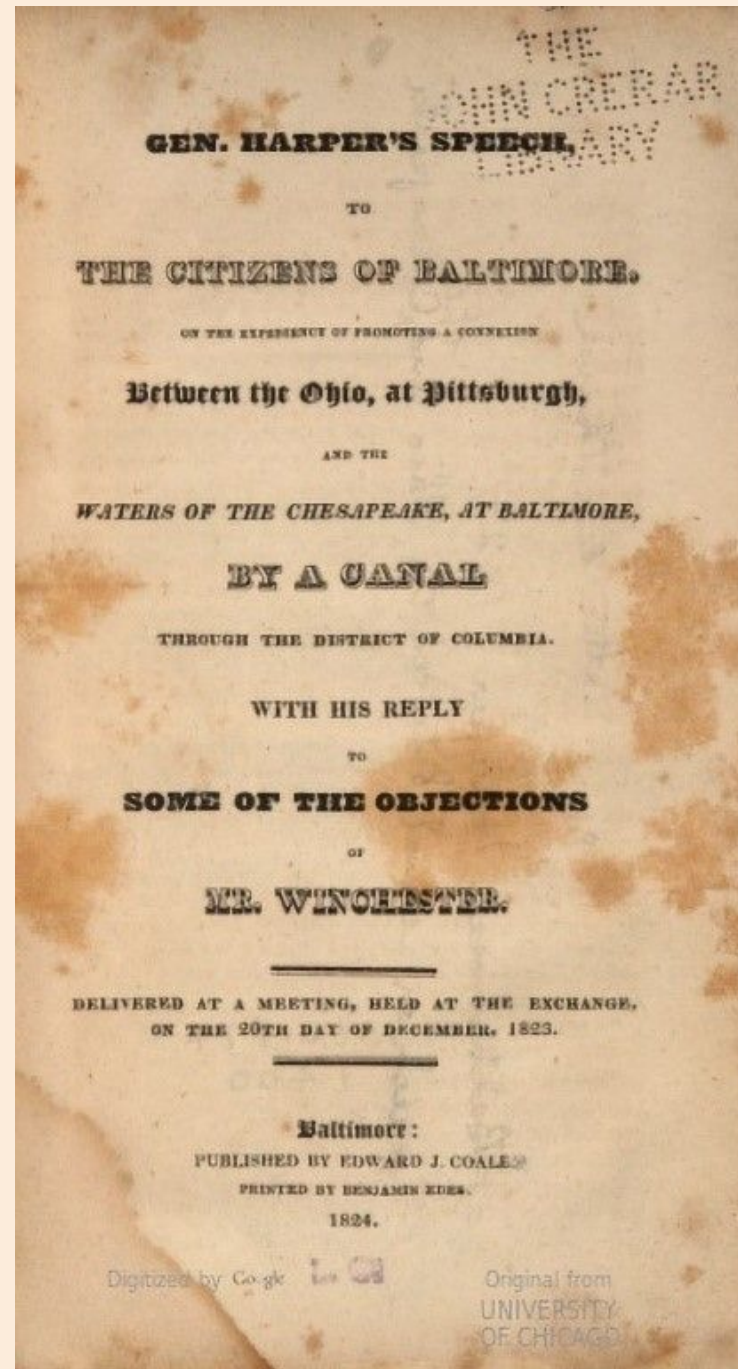 THE
JOHN CRERAR
LIBRARY
GEN. HARPER'S SPEECH,
TO
THE CITIZENS OF BALTIMORE.
ON THE EXPEDIENCY OF PROMOTING A CONNEXION
Between the Ohio, at Pittsburgh,
AND THE
WATERS OF THE CHESAPEAKE, AT BALTIMORE,
BY A CANAL
THROUGH THE DISTRICT OF COLUMBIA.
WITH HIS REPLY
TO
SOME OF THE OBJECTIONS
OF
MR. WINCHESTER.
DELIVERED AT A MEETING, HELD AT THE EXCHANGE,
ON THE 20TH DAY OF DECEMBER, 1823.
Baltimore:
PUBLISHED BY EDWARD J. COALE.
PRINTED BY BENJAMIN EDES.
1824.
Digitized by Google
Original from
UNIVERSITY
OF CHICAGO